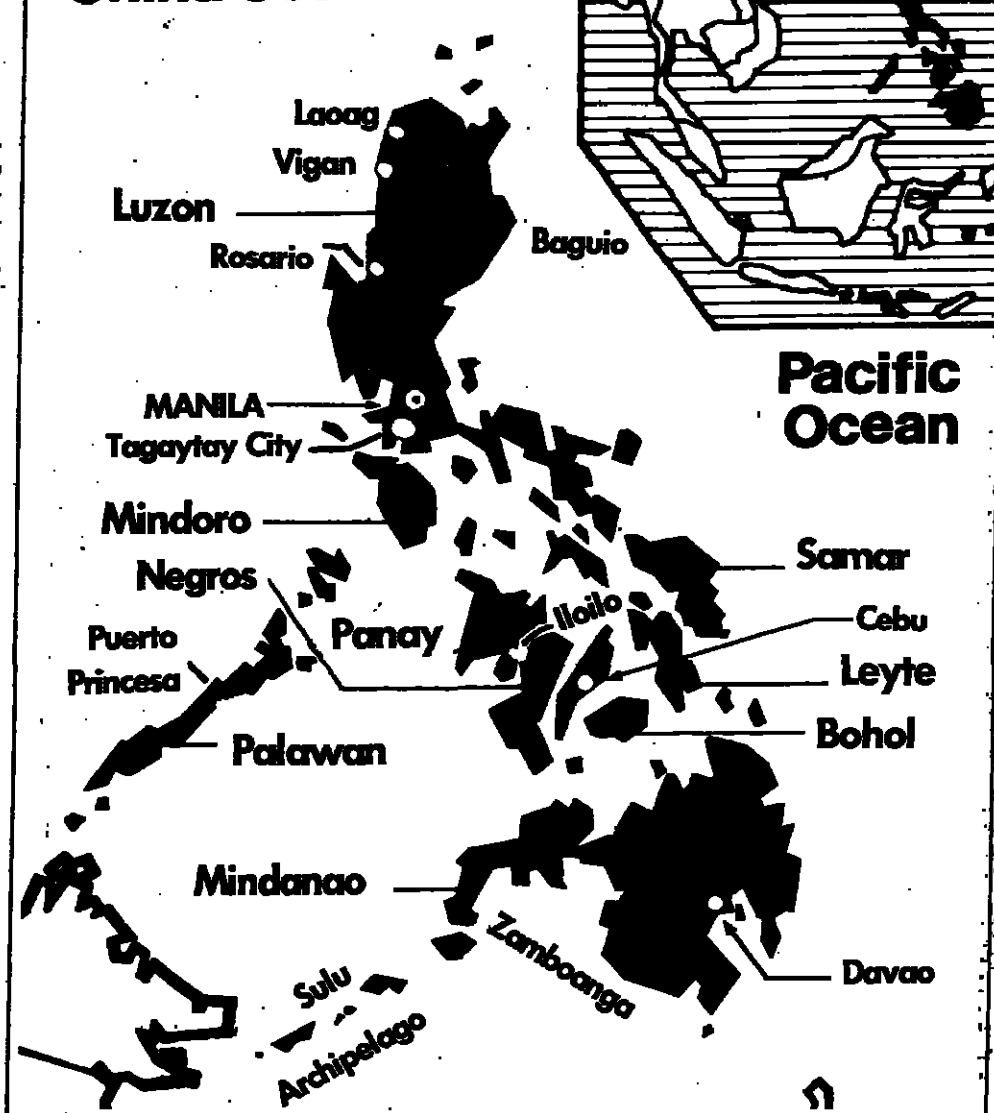 Laoag
Vigan
Luzon
Rosario
Baguio
Pacific
Ocean
MANILA
Tagaytay City
Mindoro
Samar
Negros
Iloilo
Cebu
Puerto
Panay
Princesa
Leyte
Bohol
Palawan
Mindanao
Zamboanga
Davao
Sulu
Archipelago